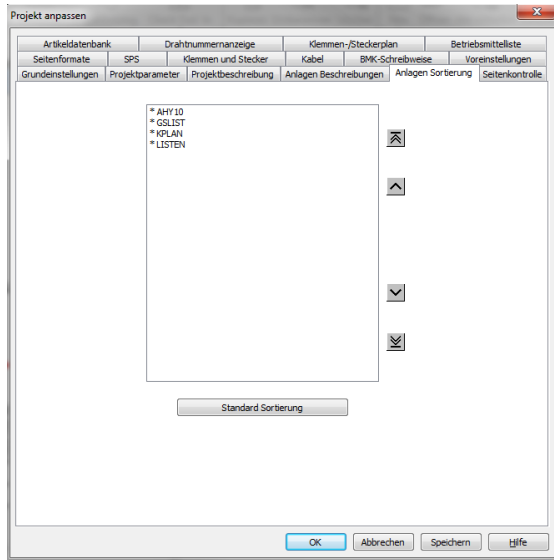 Projekt anpassen
Artikeldatenbank Drahtnummernanzeige Klemmen-/Steckerplan Betriebsmittelliste
Seitenformate SPS Klemmen und Stecker Kabel BMK-Schreibweise Voreinstellungen
Grundeinstellungen Projektparameter Projektbeschreibung Anlagen Beschreibungen Anlagen Sortierung Seitenkontrolle
* AHY10
* GSLIST
* KPLAN
* LISTEN
Standard Sortierung
OK Abbrechen Speichern Hilfe